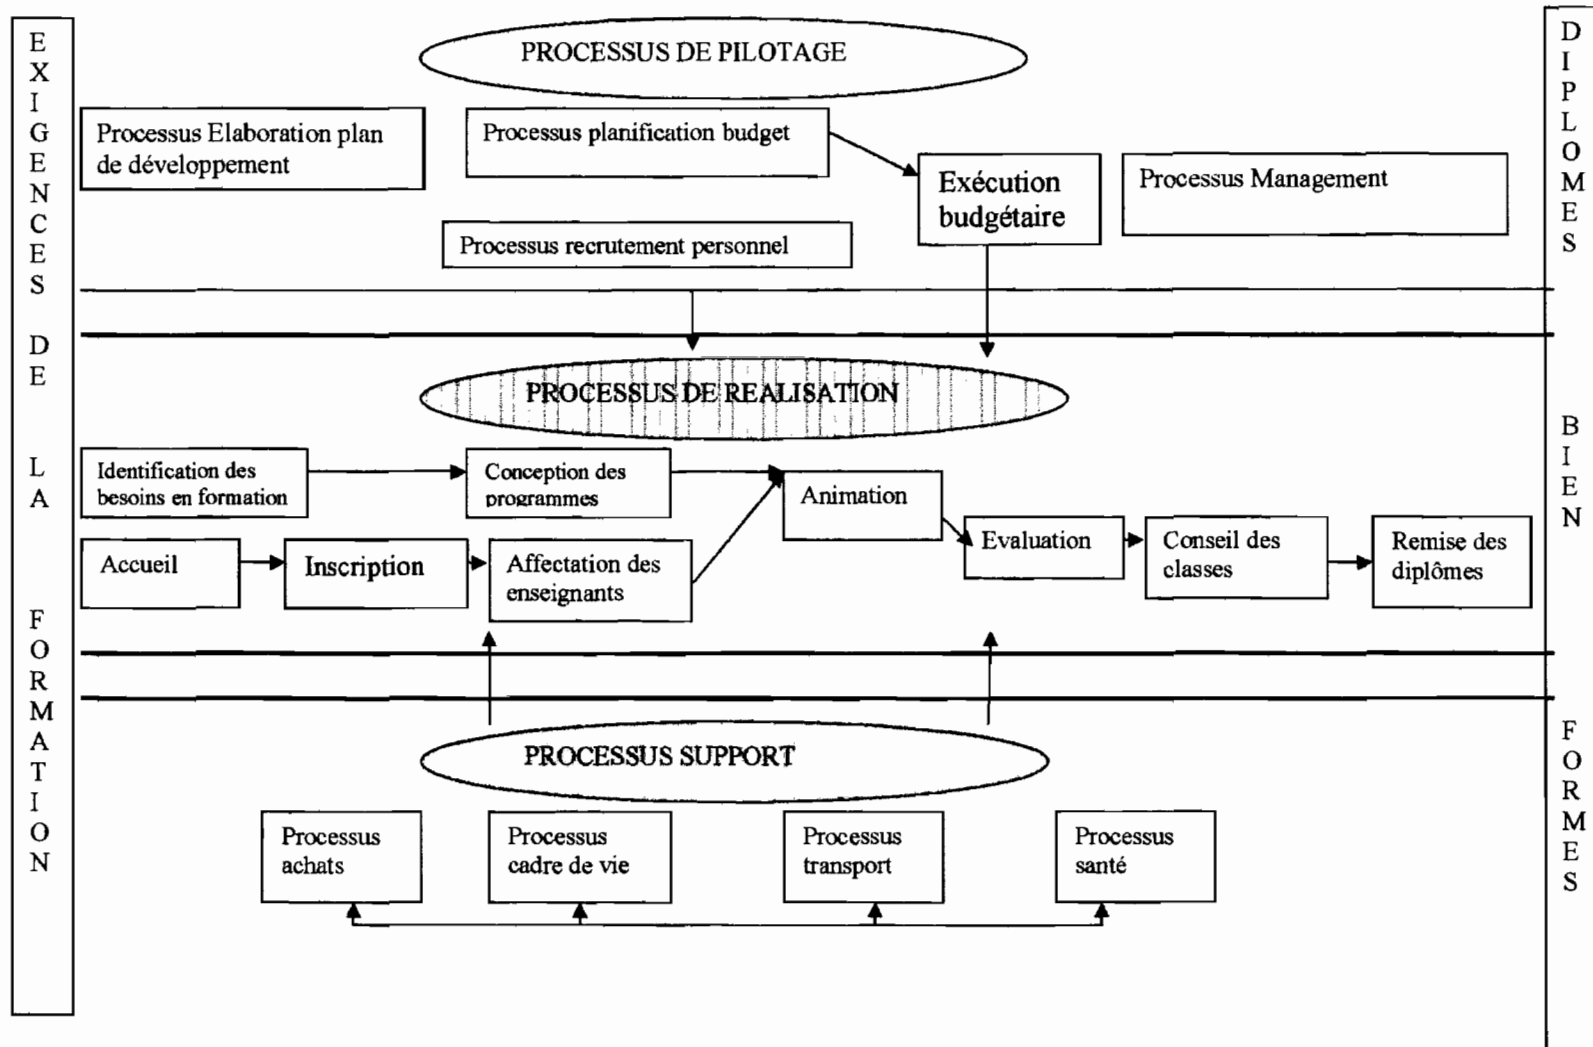 EXIGENCES
DE
LA
FORMATION
PROCESSUS DE PILOTAGE
Processus Elaboration plan
de développement
Processus planification budget
Exécution
budgétaire
Processus Management
Processus recrutement personnel
PROCESSUS DE REALISATION
Identification des
besoins en formation
Conception des
programmes
Animation
Accueil
Inscription
Affectation des
enseignants
Evaluation
Conseil des
classes
Remise des
diplômes
PROCESSUS SUPPORT
Processus
achats
Processus
cadre de vie
Processus
transport
Processus
santé
DIPLOMES
BIEN
FORMES